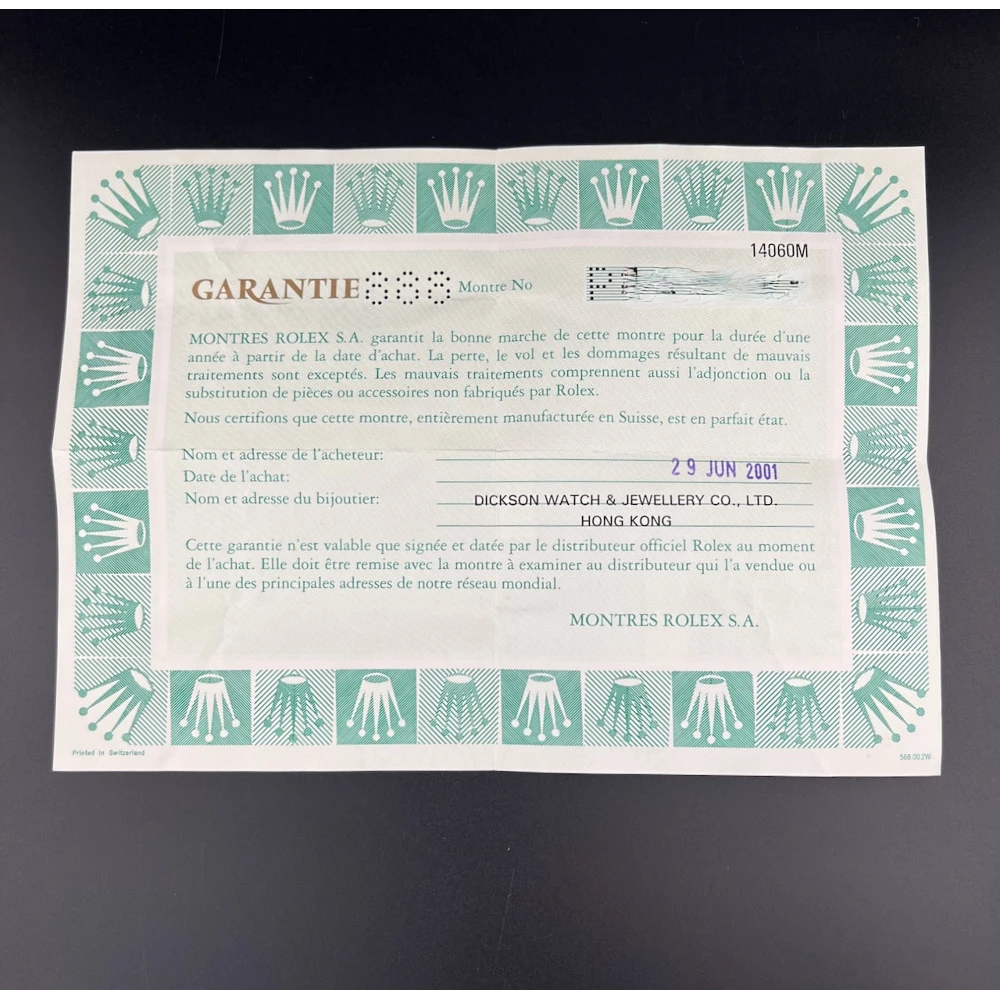 14060M
GARANTIE 888 Montre No P
MONTRES ROLEX S.A. garantit la bonne marche de cette montre pour la durée d'une
année à partir de la date d'achat. La perte, le vol et les dommages résultant de mauvais
traitements sont exceptés. Les mauvais traitements comprennent aussi l'adjonction ou la
substitution de pièces ou accessoires non fabriqués par Rolex.
Nous certifions que cette montre, entièrement manufacturée en Suisse, est en parfait état.
Nom et adresse de l'acheteur:
Date de l'achat: 29 JUN 2001
Nom et adresse du bijoutier: DICKSON WATCH & JEWELLERY CO., LTD.
HONG KONG
Cette garantie n'est valable que signée et datée par le distributeur officiel Rolex au moment
de l'achat. Elle doit être remise avec la montre à examiner au distributeur qui l'a vendue ou
à l'une des principales adresses de notre réseau mondial.
MONTRES ROLEX S.A.
Printed in Switzerland 568.00.2W